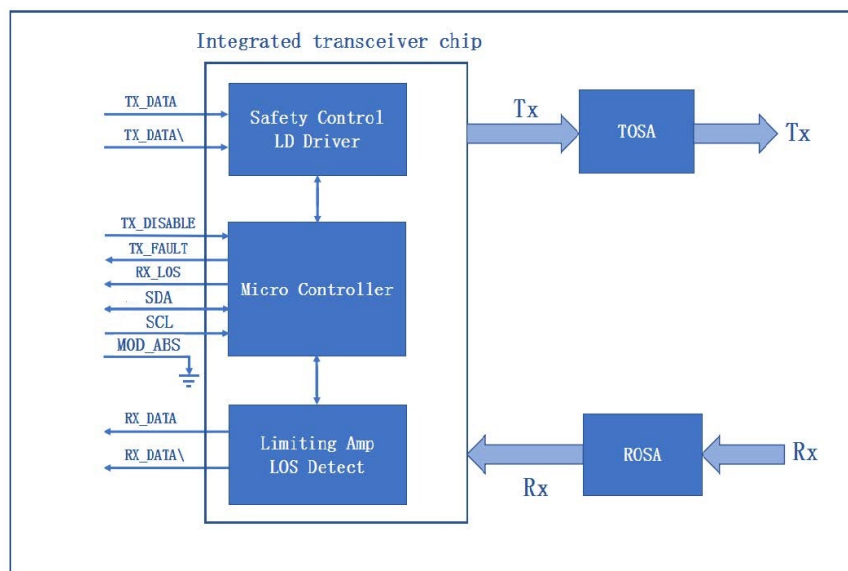 Integrated transceiver chip
TX_DATA
TX_DATA\
Safety Control
LD Driver
Tx
TOSA
Tx
TX_DISABLE
TX_FAULT
RX_LOS
SDA
SCL
MOD_ABS
Micro Controller
RX_DATA
RX_DATA\
Limiting Amp
LOS Detect
Rx
ROSA
Rx